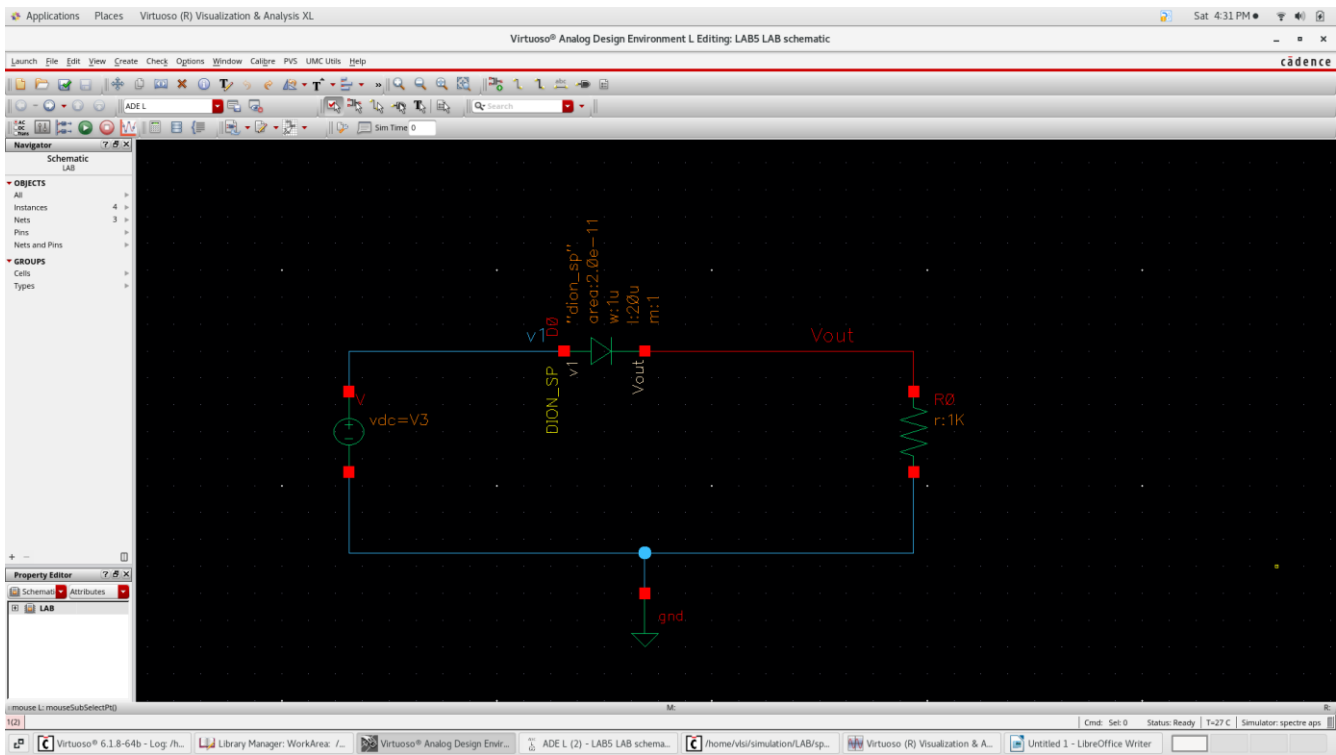 Applications Places Virtuoso (R) Visualization & Analysis XL Sat 4:31 PM
Virtuoso® Analog Design Environment L Editing: LAB5 LAB schematic
Launch File Edit View Create Check Options Window Calibre PVS UMC Utils Help cādence
ADE L Search
Sim Time 0
Navigator
Schematic
LAB
OBJECTS
All
Instances 4
Nets 3
Pins
Nets and Pins
GROUPS
Cells
Types
Property Editor
Schemati Attributes
LAB
"dion_sp"
area:2.0e-11
w:1u
l:20u
m:1
v1
D0
DION_SP
v1
Vout
Vout
V
vdc=V3
R0
r:1K
gnd
mouse L: mouseSubSelectPt() M: R:
1(2) Cmd: Sel: 0 Status: Ready T=27 C Simulator: spectre aps
Virtuoso® 6.1.8-64b - Log: /h... Library Manager: WorkArea: /... Virtuoso® Analog Design Envir... ADE L (2) - LAB5 LAB schema... /home/vlsi/simulation/LAB/sp... Virtuoso (R) Visualization & A... Untitled 1 - LibreOffice Writer